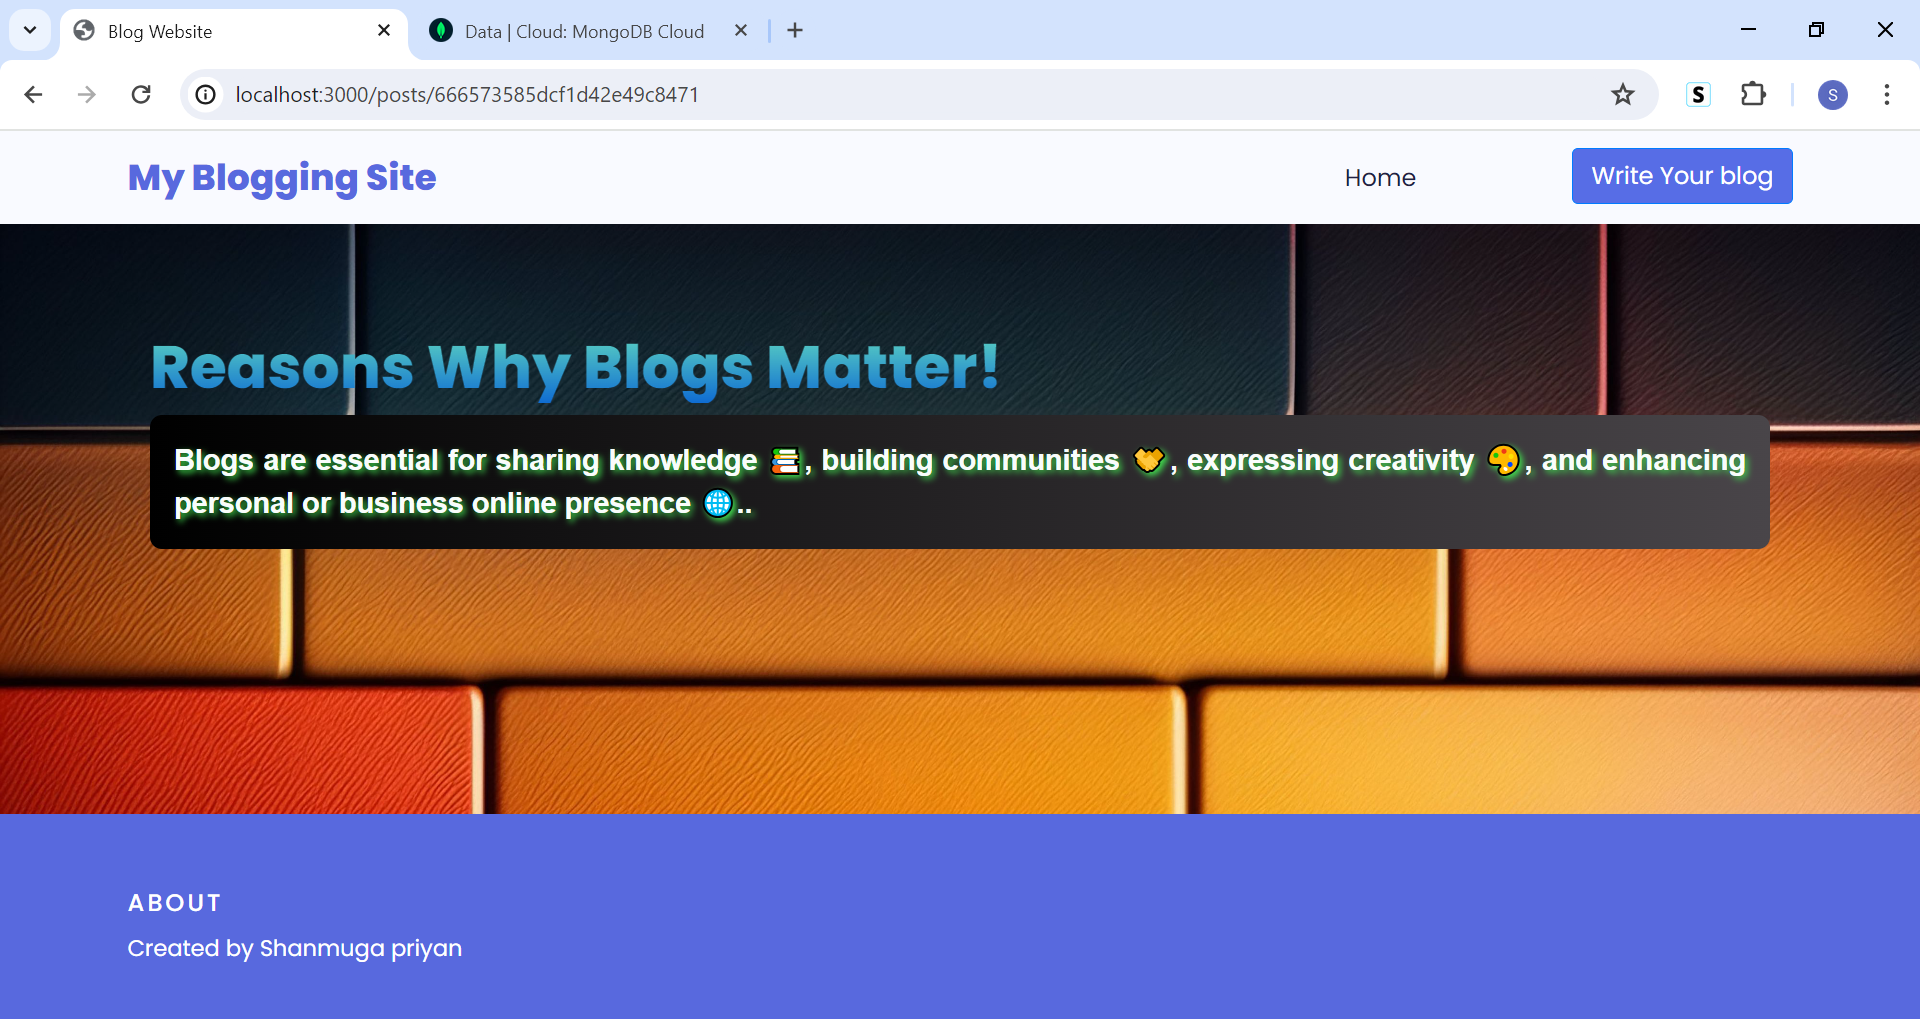 Blog Website
Data | Cloud: MongoDB Cloud
localhost:3000/posts/666573585dcf1d42e49c8471
S
S
My Blogging Site
Home
Write Your blog
Reasons Why Blogs Matter!
Blogs are essential for sharing knowledge 📚, building communities 🤝, expressing creativity 🎨, and enhancing
personal or business online presence 🌐..
ABOUT
Created by Shanmuga priyan